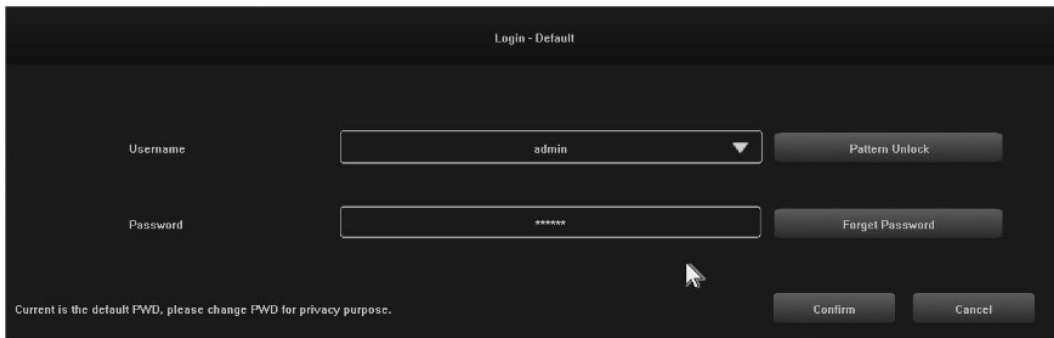 Login - Default
Username admin Pattern Unlock
Password ****** Forget Password
Current is the default PWD, please change PWD for privacy purpose. Confirm Cancel